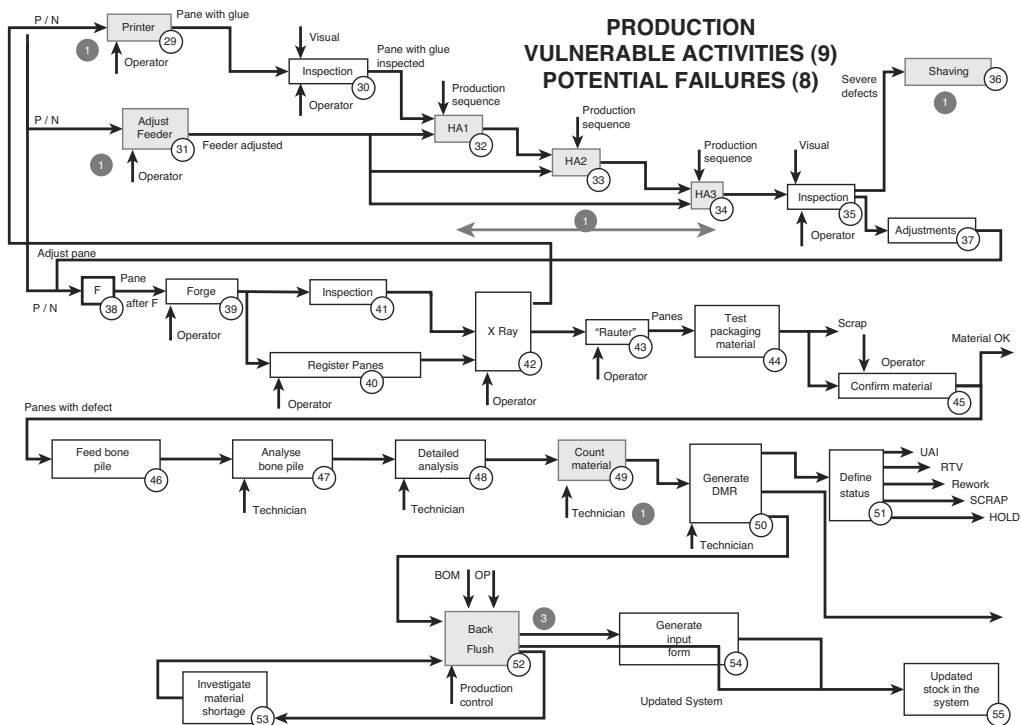 PRODUCTION
VULNERABLE ACTIVITIES (9)
POTENTIAL FAILURES (8)
P / N
Printer
29
1
Operator
Pane with glue
Visual
Inspection
30
Operator
Pane with glue
inspected
P / N
Adjust
Feeder
31
1
Operator
Feeder adjusted
Production
sequence
HA1
32
Production
sequence
HA2
33
Production
sequence
HA3
34
1
Visual
Inspection
35
Operator
Severe
defects
Shaving
36
1
Adjustments
37
Adjust pane
P / N
F
38
Pane
after F
Forge
39
Operator
Inspection
41
Register Panes
40
Operator
X Ray
42
Operator
“Rauter”
43
Operator
Panes
Test
packaging
material
44
Scrap
Operator
Confirm material
45
Material OK
Panes with defect
Feed bone
pile
46
Analyse
bone pile
47
Technician
Detailed
analysis
48
Technician
Count
material
49
Technician
1
Generate
DMR
50
Technician
Define
status
51
UAI
RTV
Rework
SCRAP
HOLD
BOM
OP
Back
Flush
52
3
Production
control
Investigate
material
shortage
53
Generate
input
form
54
Updated System
Updated
stock in the
system
55